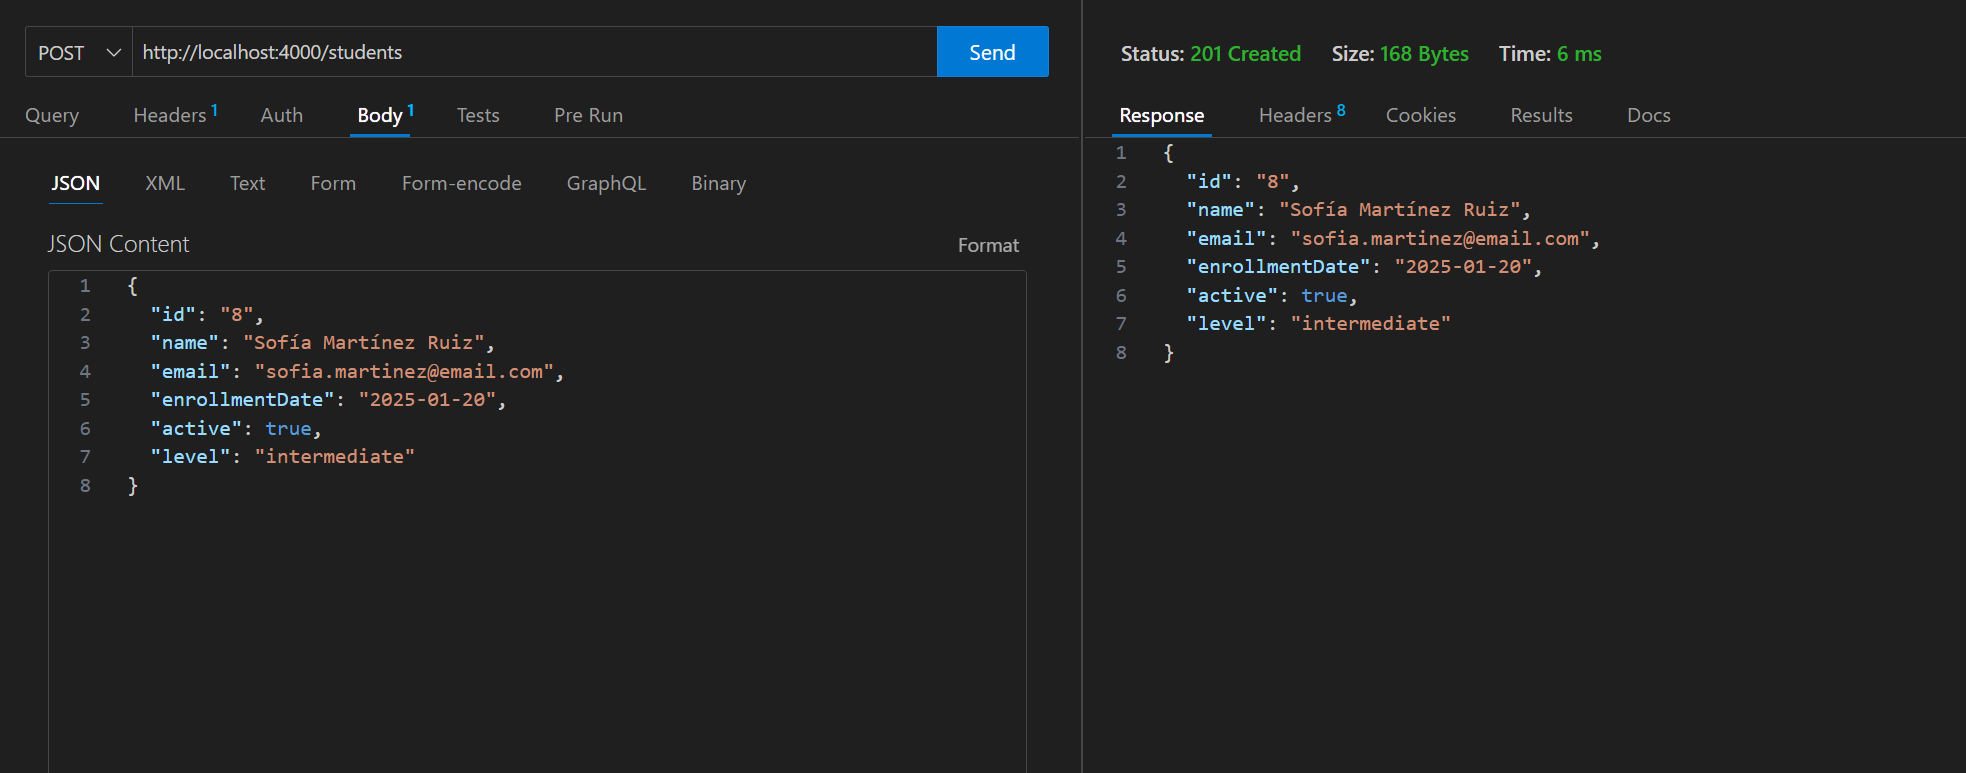 POST http://localhost:4000/students Send
Query Headers 1 Auth Body 1 Tests Pre Run
JSON XML Text Form Form-encode GraphQL Binary
JSON Content Format
1 {
2 "id": "8",
3 "name": "Sofía Martínez Ruiz",
4 "email": "sofia.martinez@email.com",
5 "enrollmentDate": "2025-01-20",
6 "active": true,
7 "level": "intermediate"
8 }
Status: 201 Created Size: 168 Bytes Time: 6 ms
Response Headers 8 Cookies Results Docs
1 {
2 "id": "8",
3 "name": "Sofía Martínez Ruiz",
4 "email": "sofia.martinez@email.com",
5 "enrollmentDate": "2025-01-20",
6 "active": true,
7 "level": "intermediate"
8 }